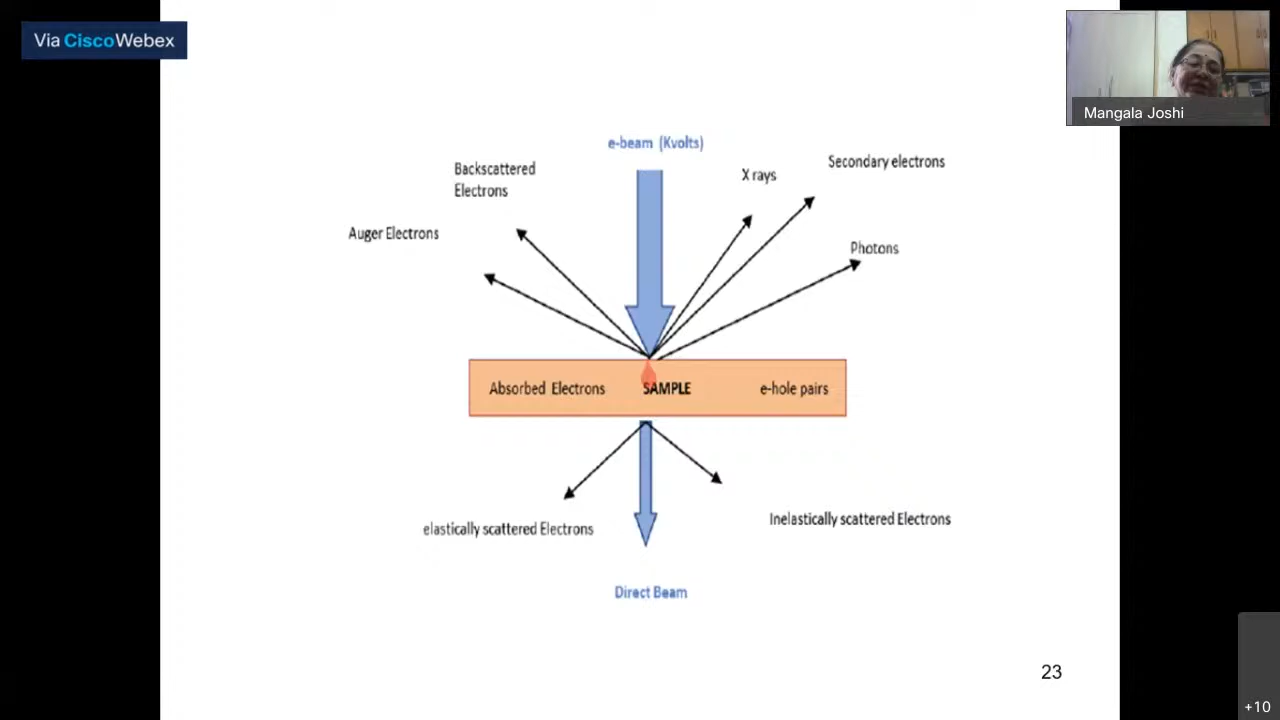 Via CiscoWebex
Mangala Joshi
e-beam (Kvolts)
Backscattered
Electrons
X rays
Secondary electrons
Auger Electrons
Photons
Absorbed Electrons SAMPLE e-hole pairs
elastically scattered Electrons
Inelastically scattered Electrons
Direct Beam
23
+10